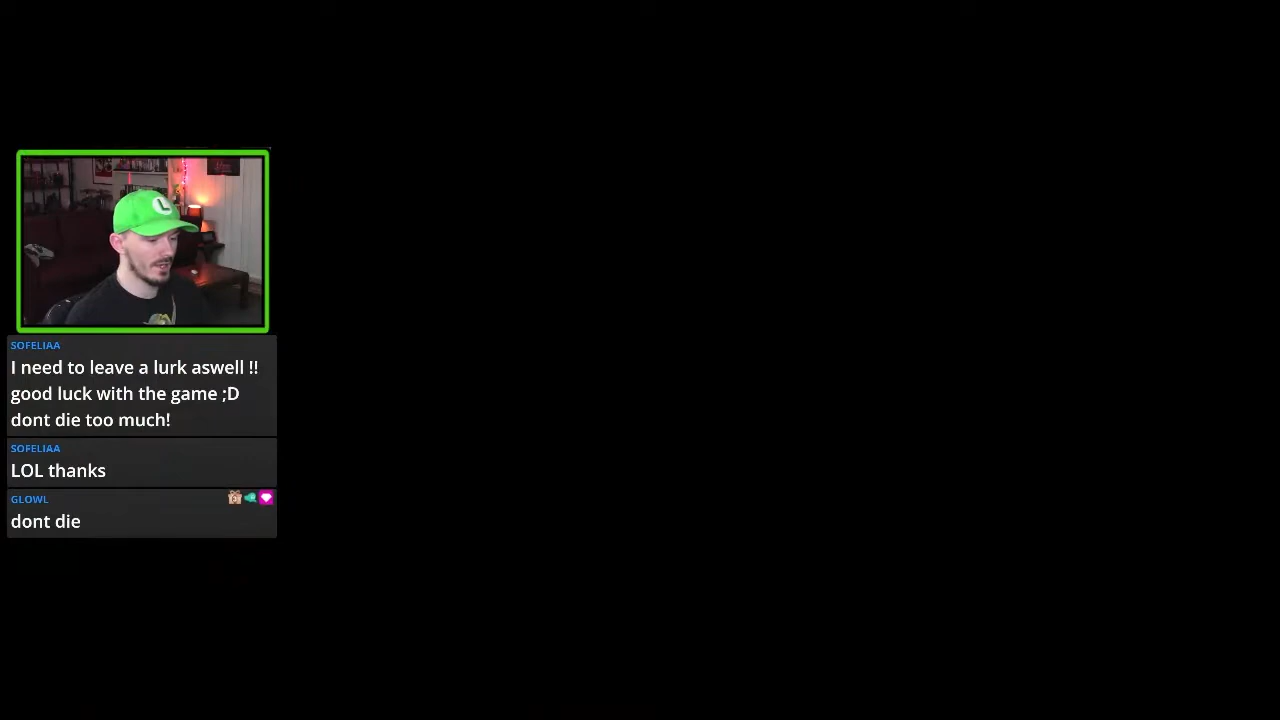 L
SOFELIAA
I need to leave a lurk aswell !!
good luck with the game ;D
dont die too much!
SOFELIAA
LOL thanks
GLOWL
dont die